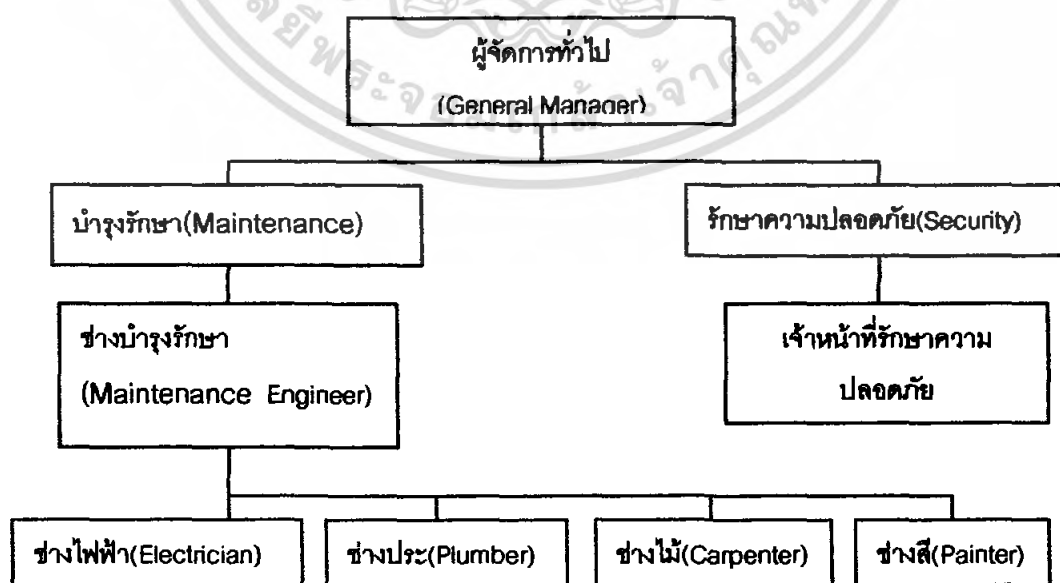 ผู้จัดการทั่วไป
(General Manager)
บำรุงรักษา(Maintenance)
รักษาความปลอดภัย(Security)
ช่างบำรุงรักษา
(Maintenance Engineer)
เจ้าหน้าที่รักษาความ
ปลอดภัย
ช่างไฟฟ้า(Electrician)
ช่างประ(Plumber)
ช่างไม้(Carpenter)
ช่างสี(Painter)